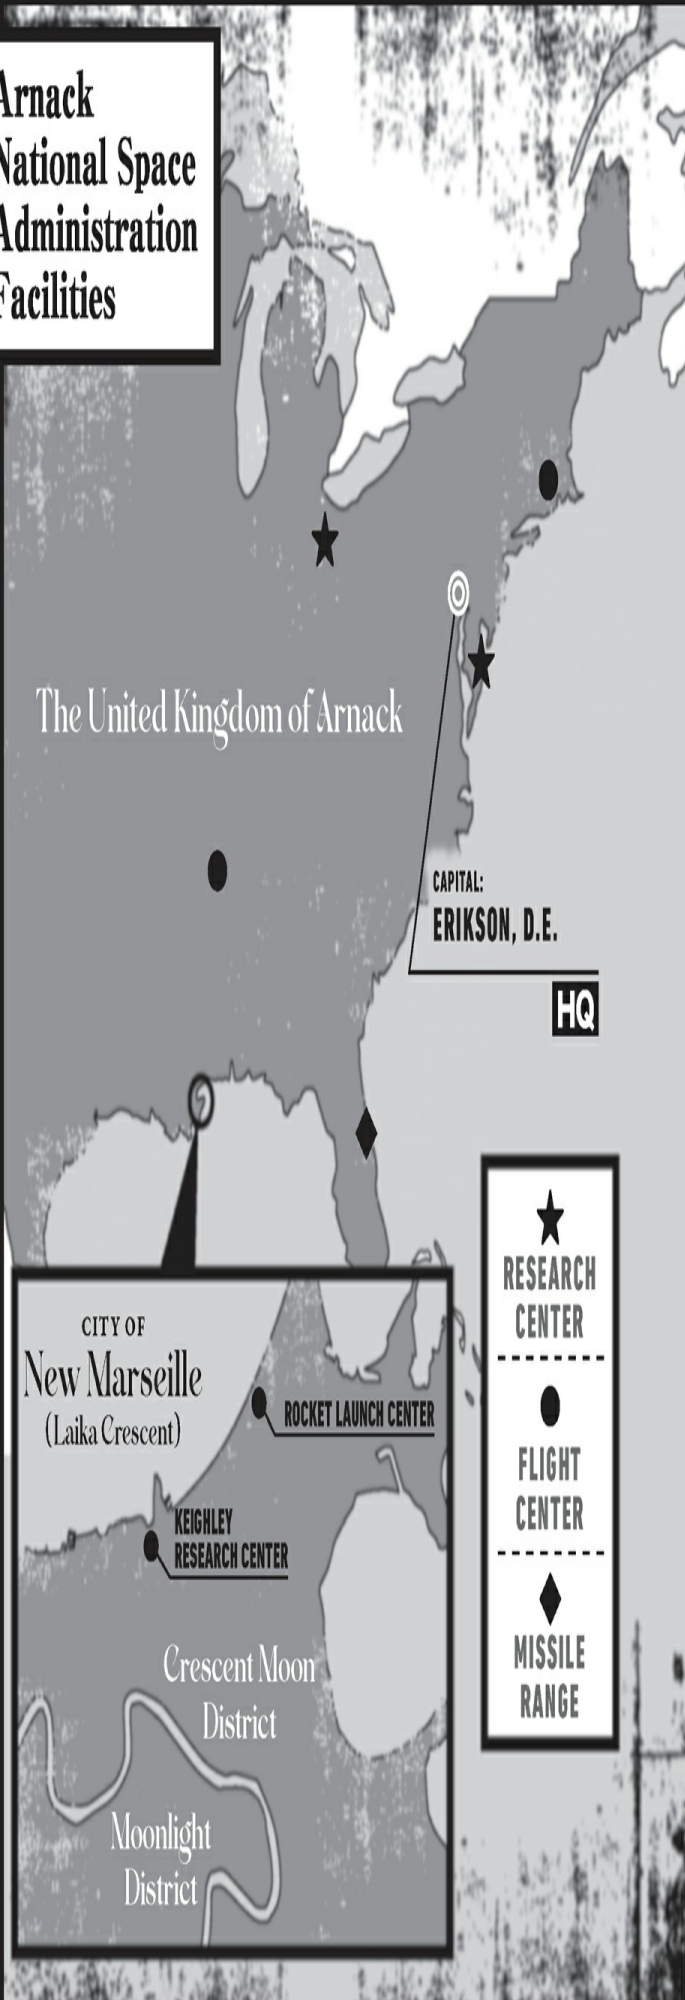 Arnack
National Space
Administration
Facilities
The United Kingdom of Arnack
CAPITAL:
ERIKSON, D.E.
HQ
RESEARCH
CENTER
FLIGHT
CENTER
MISSILE
RANGE
CITY OF
New Marseille
(Laika Crescent)
ROCKET LAUNCH CENTER
KEIGHLEY
RESEARCH CENTER
Crescent Moon
District
Moonlight
District